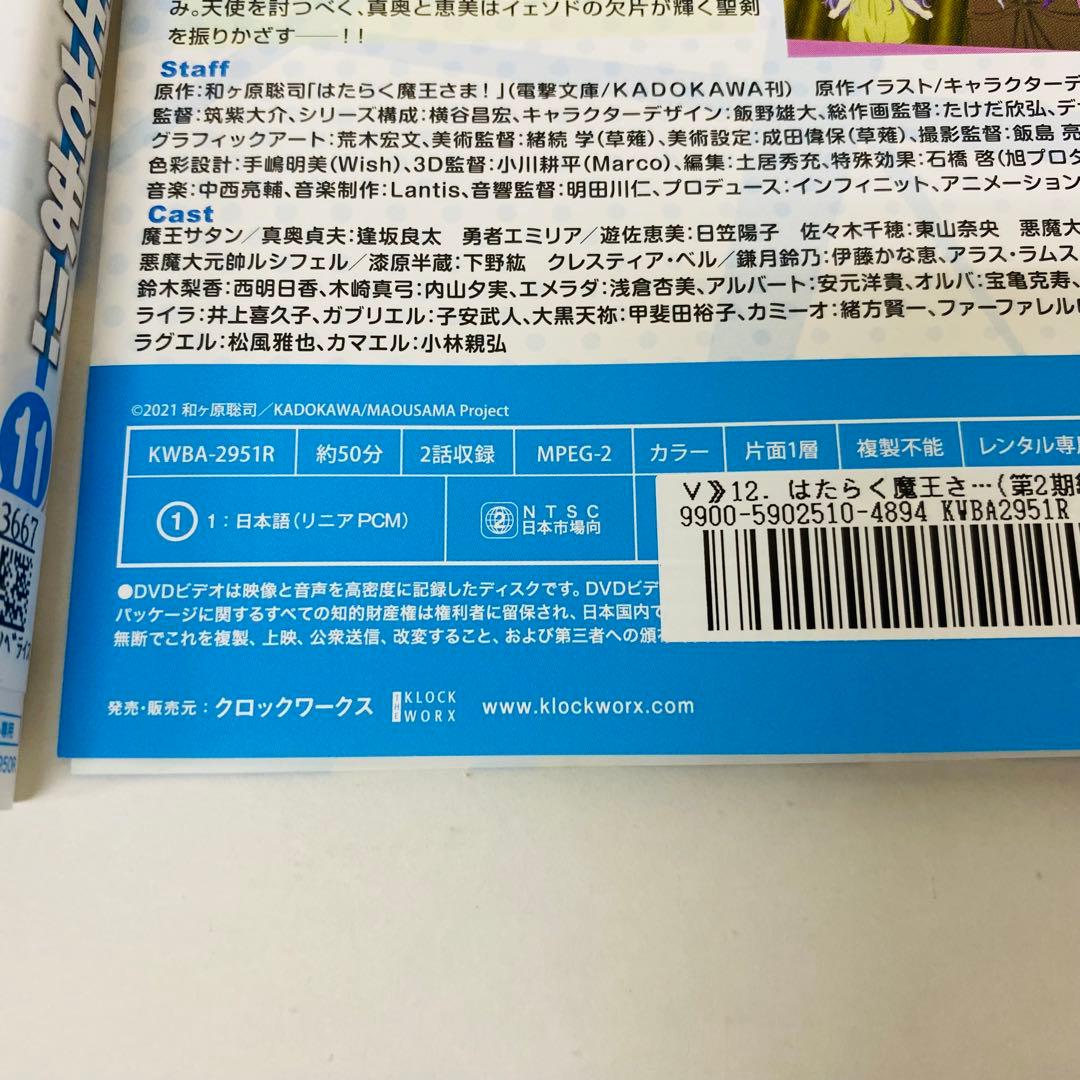 み。天使を討つべく、真奥と恵美はイェソドの欠片が輝く聖剣
を振りかざす――!!
Staff
原作:和ヶ原聡司「はたらく魔王さま!」(電撃文庫/KADOKAWA刊) 原作イラスト/キャラクターデ
監督:筑紫大介、シリーズ構成:横谷昌宏、キャラクターデザイン:飯野雄大、総作画監督:たけだ欣弘、デ
グラフィックアート:荒木宏文、美術監督:緒続 学(草薙)、美術設定:成田偉保(草薙)、撮影監督:飯島 亮
色彩設計:手嶋明美(Wish)、3D監督:小川耕平(Marco)、編集:土居秀充、特殊効果:石橋 啓(旭プロダ
音楽:中西亮輔、音楽制作:Lantis、音響監督:明田川仁、プロデュース:インフィニット、アニメーション
Cast
魔王サタン/真奥貞夫:逢坂良太 勇者エミリア/遊佐恵美:日笠陽子 佐々木千穂:東山奈央 悪魔大
悪魔大元帥ルシフェル/漆原半蔵:下野紘 クレスティア・ベル/鎌月鈴乃:伊藤かな恵、アラス・ラムス
鈴木梨香:西明日香、木崎真弓:内山夕実、エメラダ:浅倉杏美、アルバート:安元洋貴、オルバ:宝亀克寿、
ライラ:井上喜久子、ガブリエル:子安武人、大黒天祢:甲斐田裕子、カミーオ:緒方賢一、ファーファレルロ
ラグエル:松風雅也、カマエル:小林親弘
©2021 和ヶ原聡司/KADOKAWA/MAOUSAMA Project
KWBA-2951R 約50分 2話収録 MPEG-2 カラー 片面1層 複製不能 レンタル専
1 1:日本語(リニアPCM) 2 NTSC
日本市場向
V》12. はたらく魔王さ…(第2期
9900-5902510-4894 KWBA2951R
●DVDビデオは映像と音声を高密度に記録したディスクです。DVDビデ
パッケージに関するすべての知的財産権は権利者に留保され、日本国内で
無断でこれを複製、上映、公衆送信、改変すること、および第三者への頒
発売・販売元:クロックワークス THE KLOCK WORX www.klockworx.com
11
3667
専用
950R